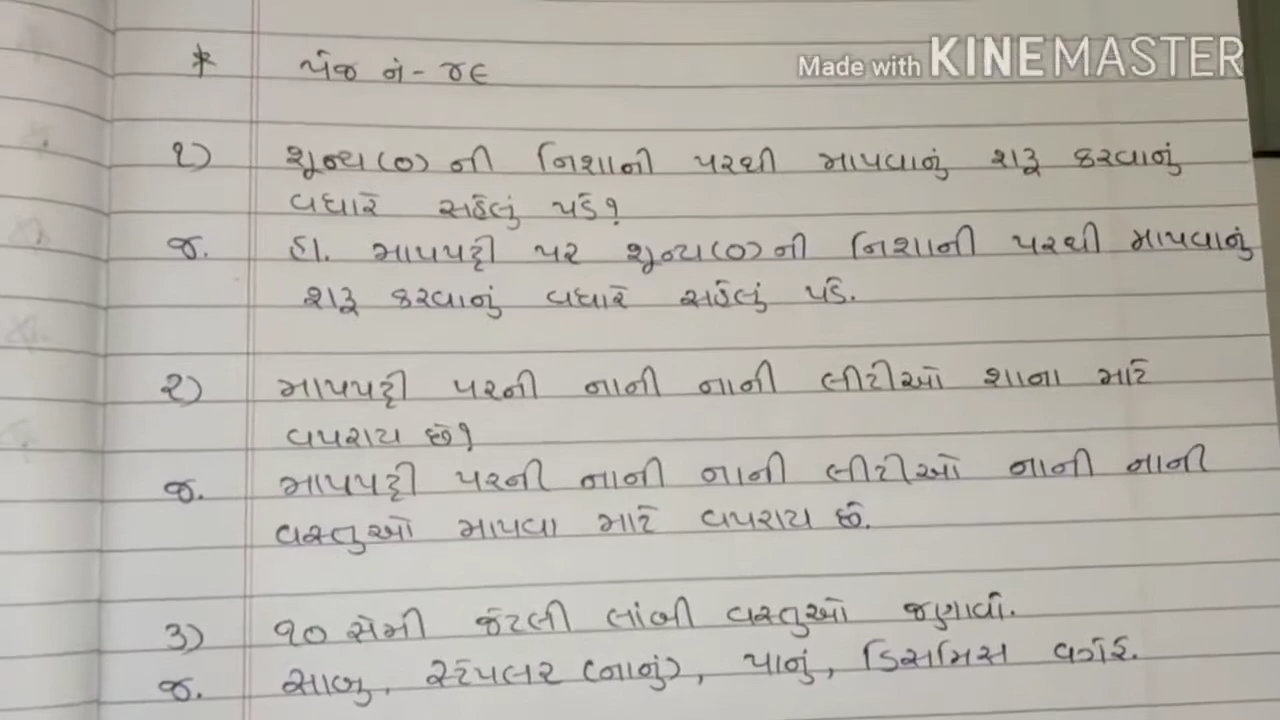 Made with KINEMASTER
* પેજ નં - ૪૯
૧) શૂન્ય(૦) ની નિશાની પરથી માપવાનું શરૂ કરવાનું
વધારે સહેલું પડે?
જ. હા. માપપટ્ટી પર શૂન્ય(૦) ની નિશાની પરથી માપવાનું
શરૂ કરવાનું વધારે સહેલું પડે.
૨) માપપટ્ટી પરની નાની નાની લીટીઓ શાના માટે
વપરાય છે?
જ. માપપટ્ટી પરની નાની નાની લીટીઓ નાની નાની
વસ્તુઓ માપવા માટે વપરાય છે.
૩) ૧૦ સેમી જેટલી લાંબી વસ્તુઓ જણાવો.
જ. સાબુ, સ્ટેપલર (નાનું), પાનું, ડિસમિસ વગેરે.